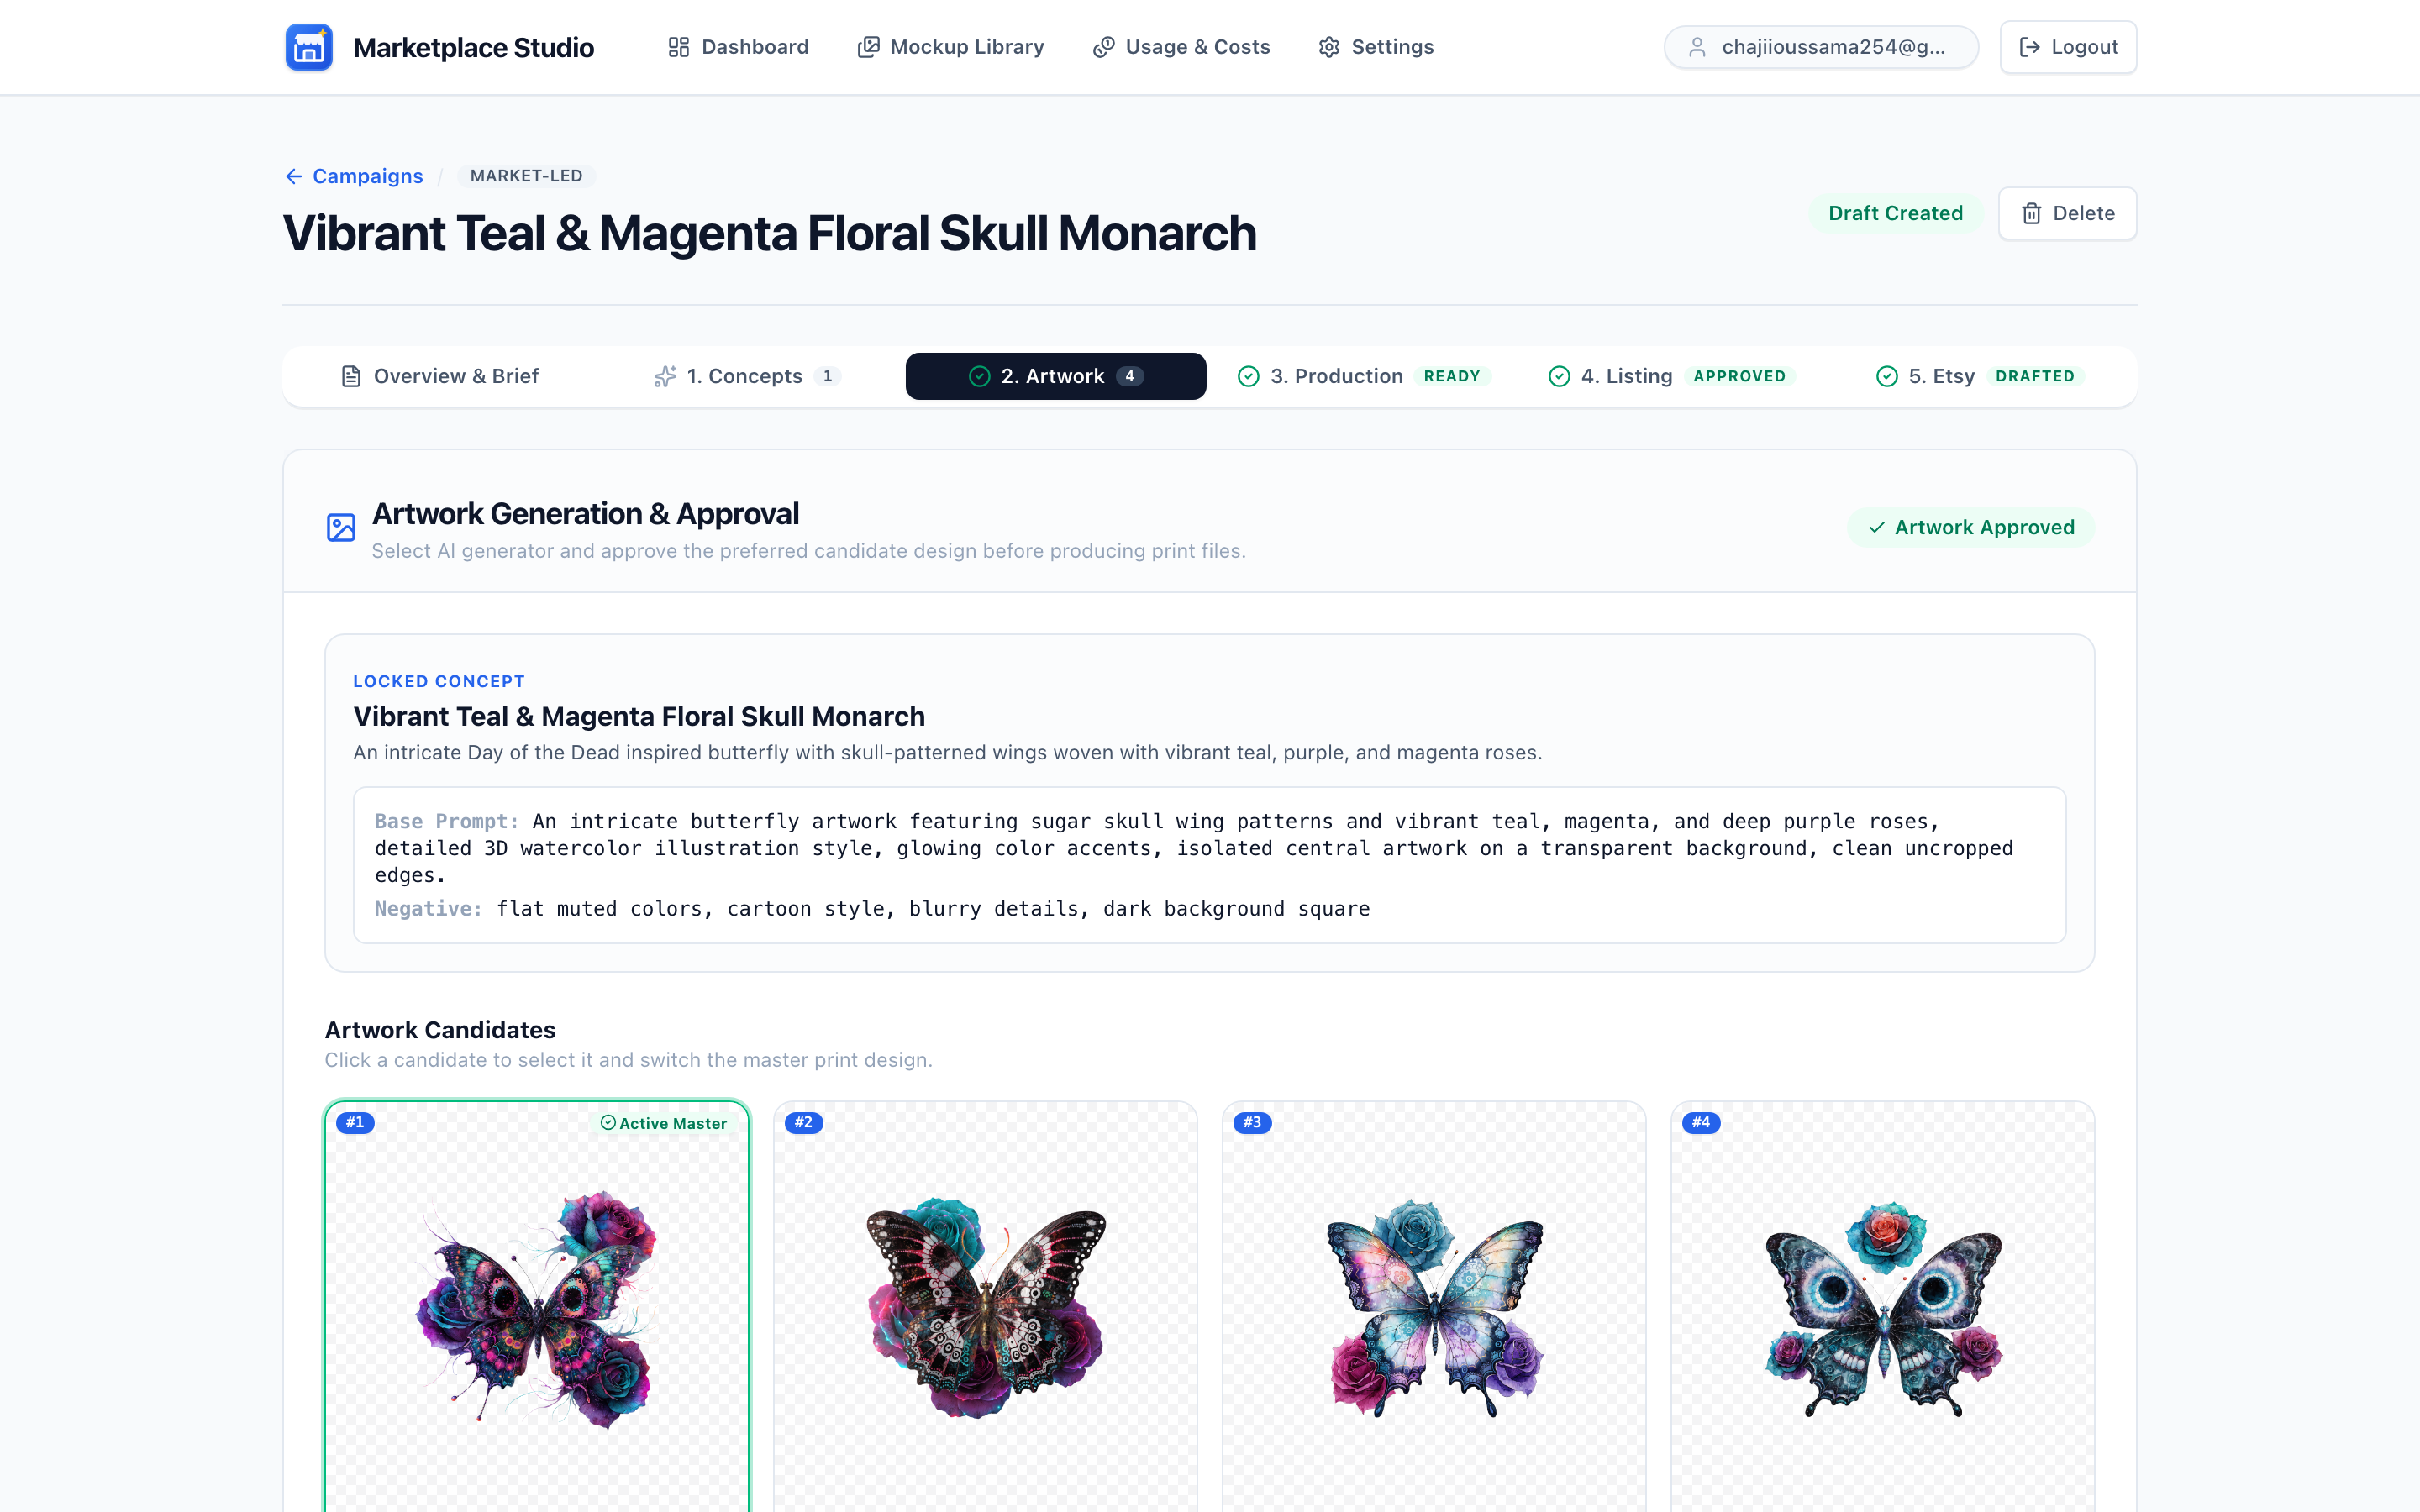 Marketplace Studio
Dashboard
Mockup Library
Usage & Costs
Settings
chajiioussama254@g...
Logout
Campaigns / MARKET-LED
Vibrant Teal & Magenta Floral Skull Monarch
Draft Created
Delete
Overview & Brief
1. Concepts 1
2. Artwork 4
3. Production READY
4. Listing APPROVED
5. Etsy DRAFTED
Artwork Generation & Approval
Select AI generator and approve the preferred candidate design before producing print files.
Artwork Approved
LOCKED CONCEPT
Vibrant Teal & Magenta Floral Skull Monarch
An intricate Day of the Dead inspired butterfly with skull-patterned wings woven with vibrant teal, purple, and magenta roses.
Base Prompt: An intricate butterfly artwork featuring sugar skull wing patterns and vibrant teal, magenta, and deep purple roses,
detailed 3D watercolor illustration style, glowing color accents, isolated central artwork on a transparent background, clean uncropped
edges.
Negative: flat muted colors, cartoon style, blurry details, dark background square
Artwork Candidates
Click a candidate to select it and switch the master print design.
#1
Active Master
#2
#3
#4